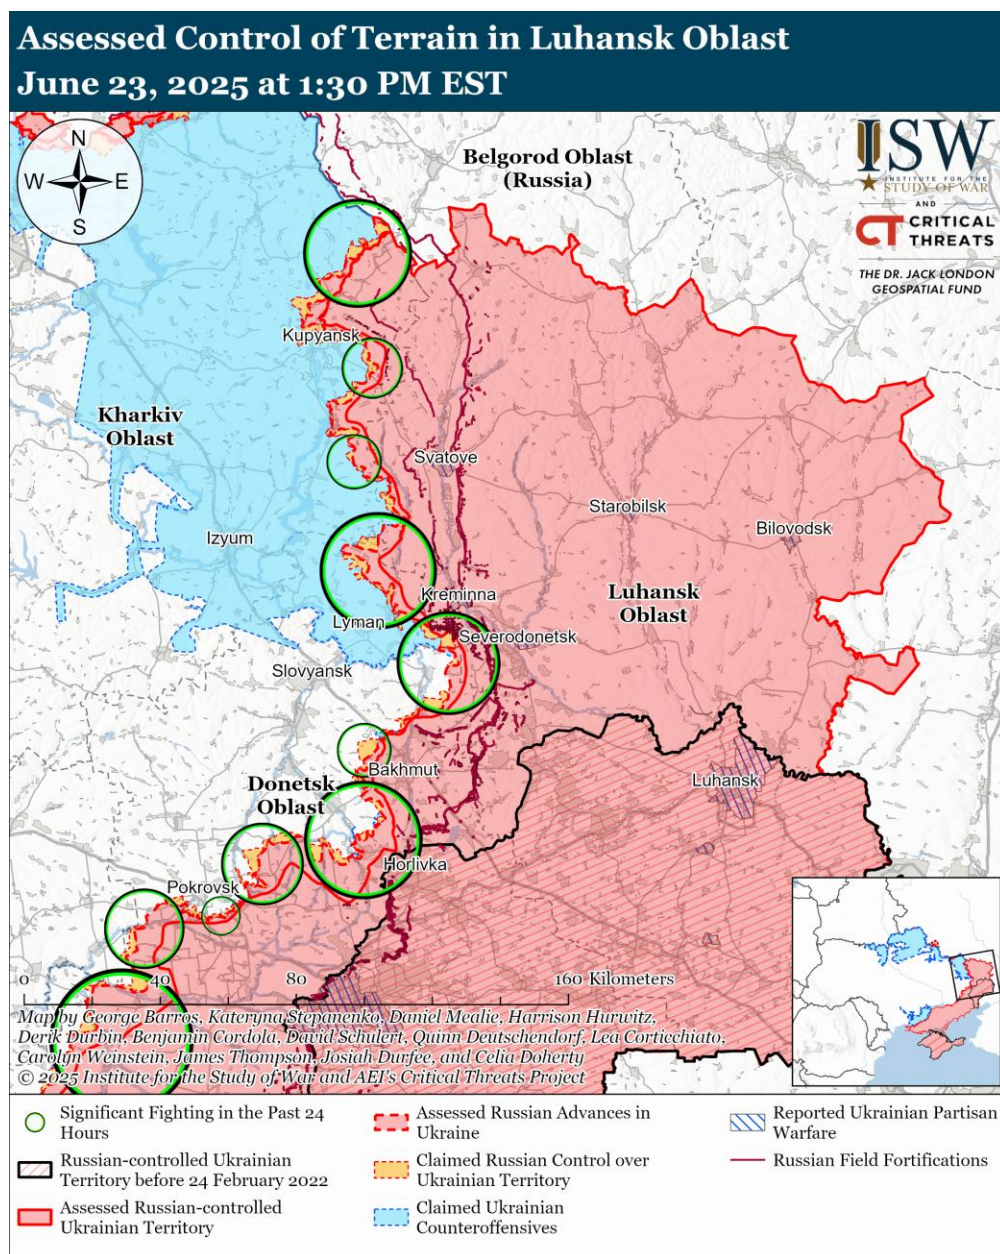 Assessed Control of Terrain in Luhansk Oblast
June 23, 2025 at 1:30 PM EST
N
W
E
S
Belgorod Oblast
(Russia)
ISW
INSTITUTE FOR THE
STUDY OF WAR
AND
CT CRITICAL
THREATS
THE DR. JACK LONDON
GEOSPATIAL FUND
Kupyansk
Kharkiv
Oblast
Svatove
Starobilsk
Bilovodsk
Izyum
Kreminna
Luhansk
Oblast
Lyman
Severodonetsk
Slovyansk
Bakhmut
Luhansk
Donetsk
Oblast
Horlivka
Pokrovsk
0
40
80
160 Kilometers
Map by George Barros, Kateryna Stepanenko, Daniel Mealie, Harrison Hurwitz,
Derik Durbin, Benjamin Cordola, David Schulert, Quinn Deutschendorf, Lea Corticchiato,
Carolyn Weinstein, James Thompson, Josiah Durfee, and Celia Doherty
© 2025 Institute for the Study of War and AEI's Critical Threats Project
Significant Fighting in the Past 24
Hours
Russian-controlled Ukrainian
Territory before 24 February 2022
Assessed Russian-controlled
Ukrainian Territory
Assessed Russian Advances in
Ukraine
Claimed Russian Control over
Ukrainian Territory
Claimed Ukrainian
Counteroffensives
Reported Ukrainian Partisan
Warfare
Russian Field Fortifications